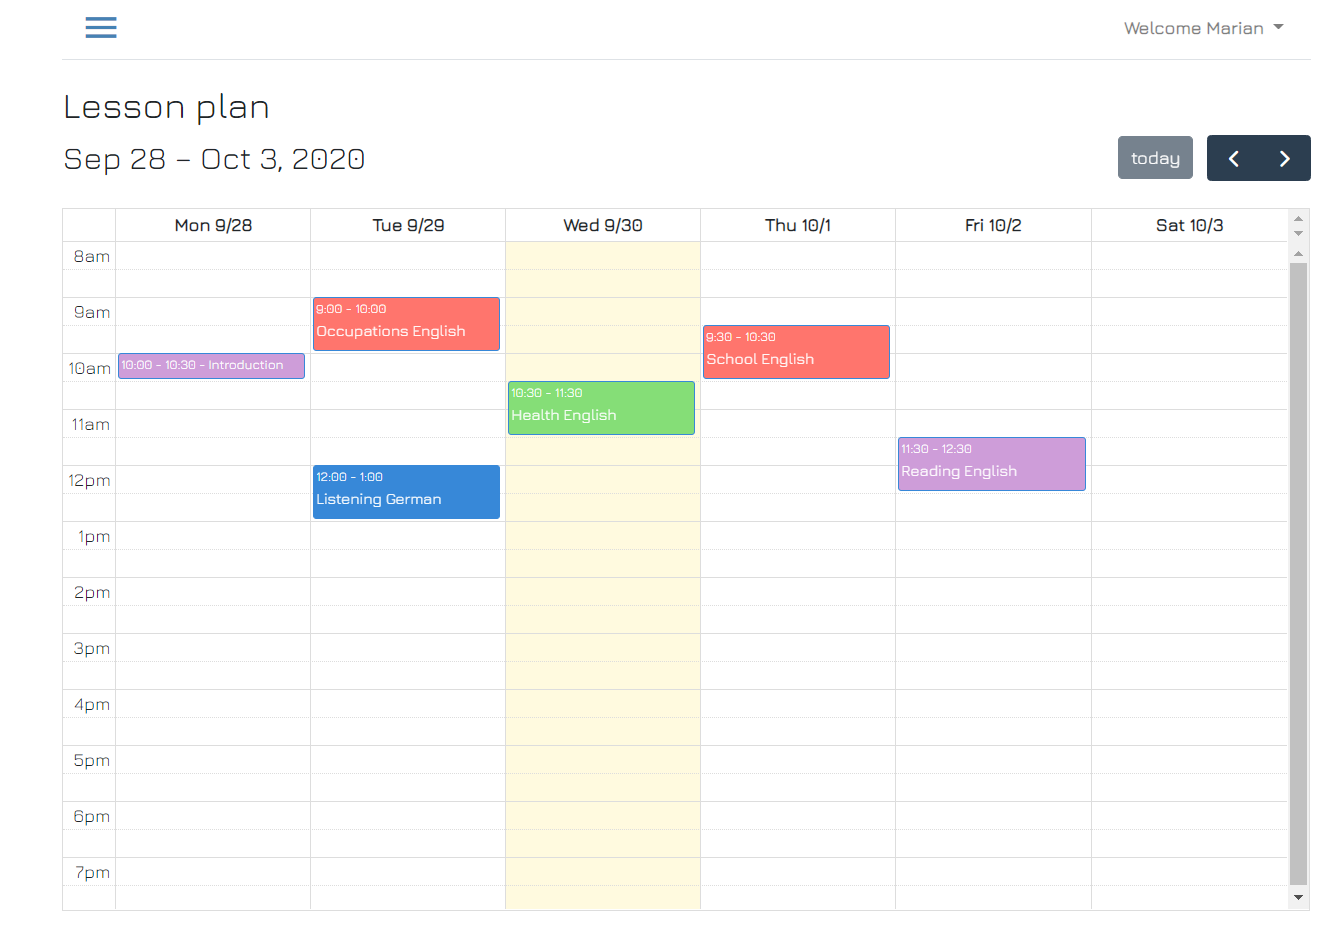 Welcome Marian
Lesson plan
Sep 28 – Oct 3, 2020
today
Mon 9/28 Tue 9/29 Wed 9/30 Thu 10/1 Fri 10/2 Sat 10/3
8am
9am
9:00 - 10:00
Occupations English
9:30 - 10:30
School English
10am
10:00 - 10:30 - Introduction
10:30 - 11:30
Health English
11am
11:30 - 12:30
Reading English
12pm
12:00 - 1:00
Listening German
1pm
2pm
3pm
4pm
5pm
6pm
7pm